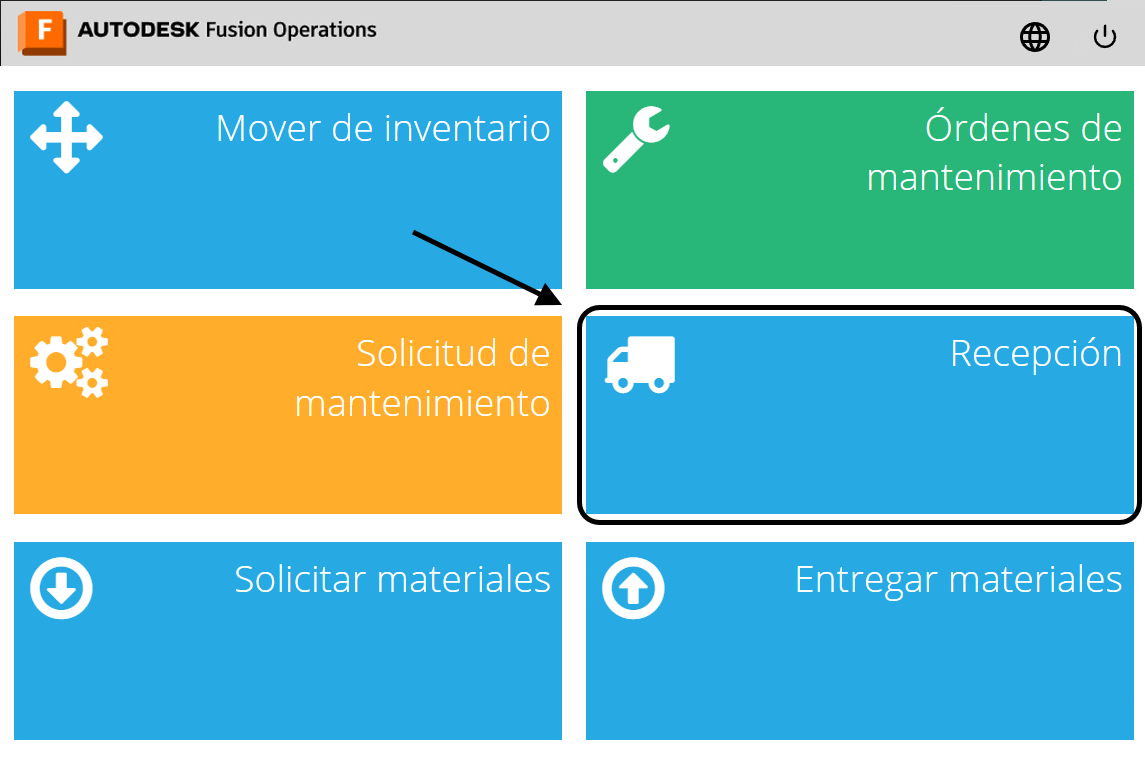 F AUTODESK Fusion Operations
Mover de inventario
Órdenes de
mantenimiento
Solicitud de
mantenimiento
Recepción
Solicitar materiales
Entregar materiales